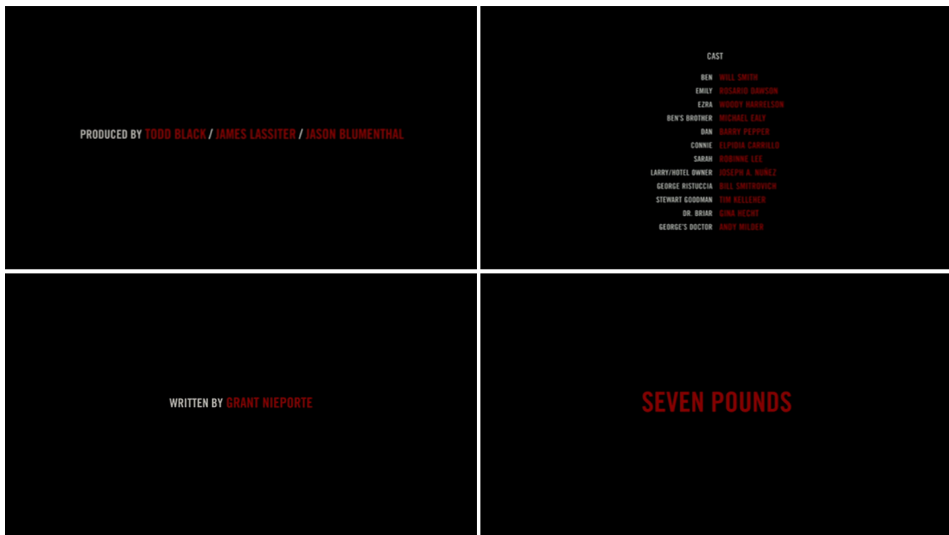 PRODUCED BY TODD BLACK / JAMES LASSITER / JASON BLUMENTHAL
CAST
BEN WILL SMITH
EMILY ROSARIO DAWSON
EZRA WOODY HARRELSON
BEN'S BROTHER MICHAEL EALY
DAN BARRY PEPPER
CONNIE ELPIDIA CARRILLO
SARAH ROBINNE LEE
LARRY/HOTEL OWNER JOSEPH A. NUÑEZ
GEORGE RISTUCCIA BILL SMITROVICH
STEWART GOODMAN TIM KELLEHER
DR. BRIAR GINA HECHT
GEORGE'S DOCTOR ANDY MILDER
WRITTEN BY GRANT NIEPORTE
SEVEN POUNDS